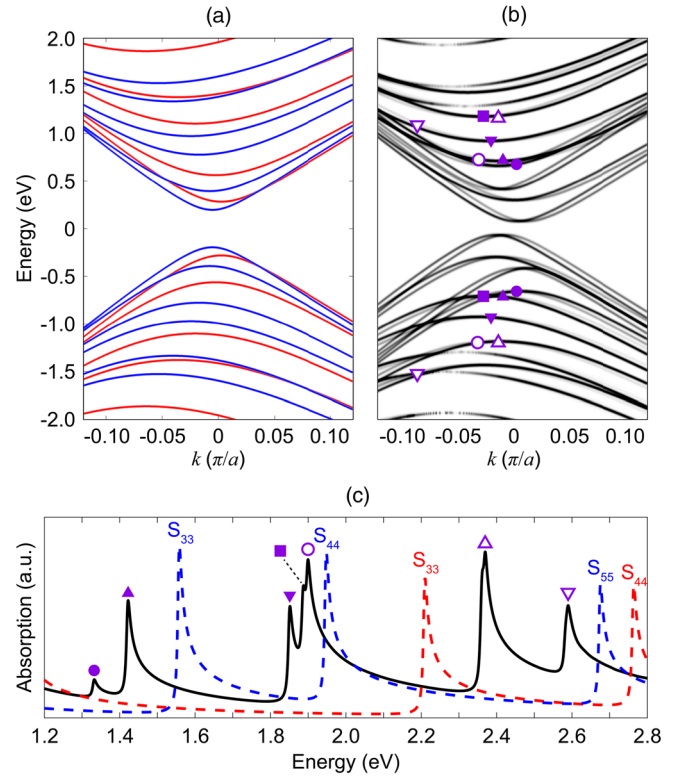 (a)
(b)
2.0
1.5
1.0
0.5
0
-0.5
-1.0
-1.5
-2.0
Energy (eV)
-0.10 -0.05 0 0.05 0.10
k (π/a)
-0.10 -0.05 0 0.05 0.10
k (π/a)
(c)
Absorption (a.u.)
S33
S44
S33
S55
S44
1.2 1.4 1.6 1.8 2.0 2.2 2.4 2.6 2.8
Energy (eV)